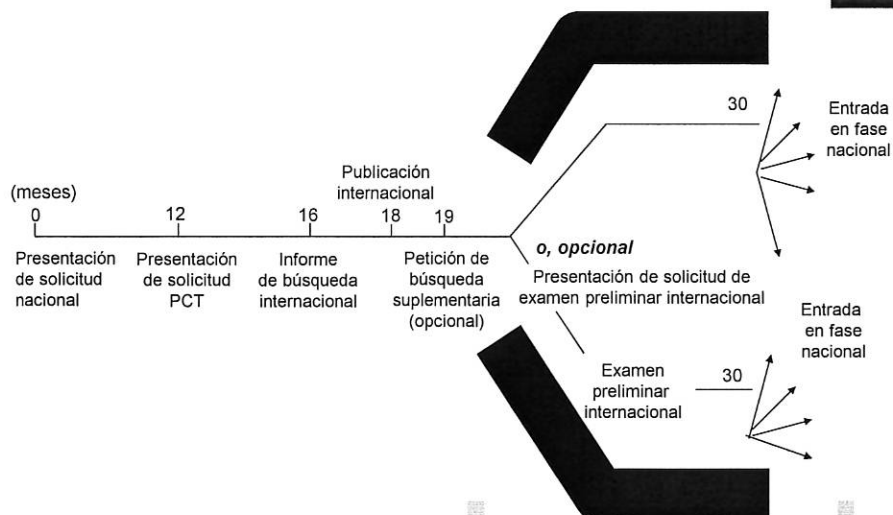 (meses)
0
12
16
18
19
Publicación
internacional
Presentación
de solicitud
nacional
Presentación
de solicitud
PCT
Informe
de búsqueda
internacional
Petición de
búsqueda
suplementaria
(opcional)
30
Entrada
en fase
nacional
o, opcional
Presentación de solicitud de
examen preliminar internacional
Examen
preliminar
internacional
30
Entrada
en fase
nacional